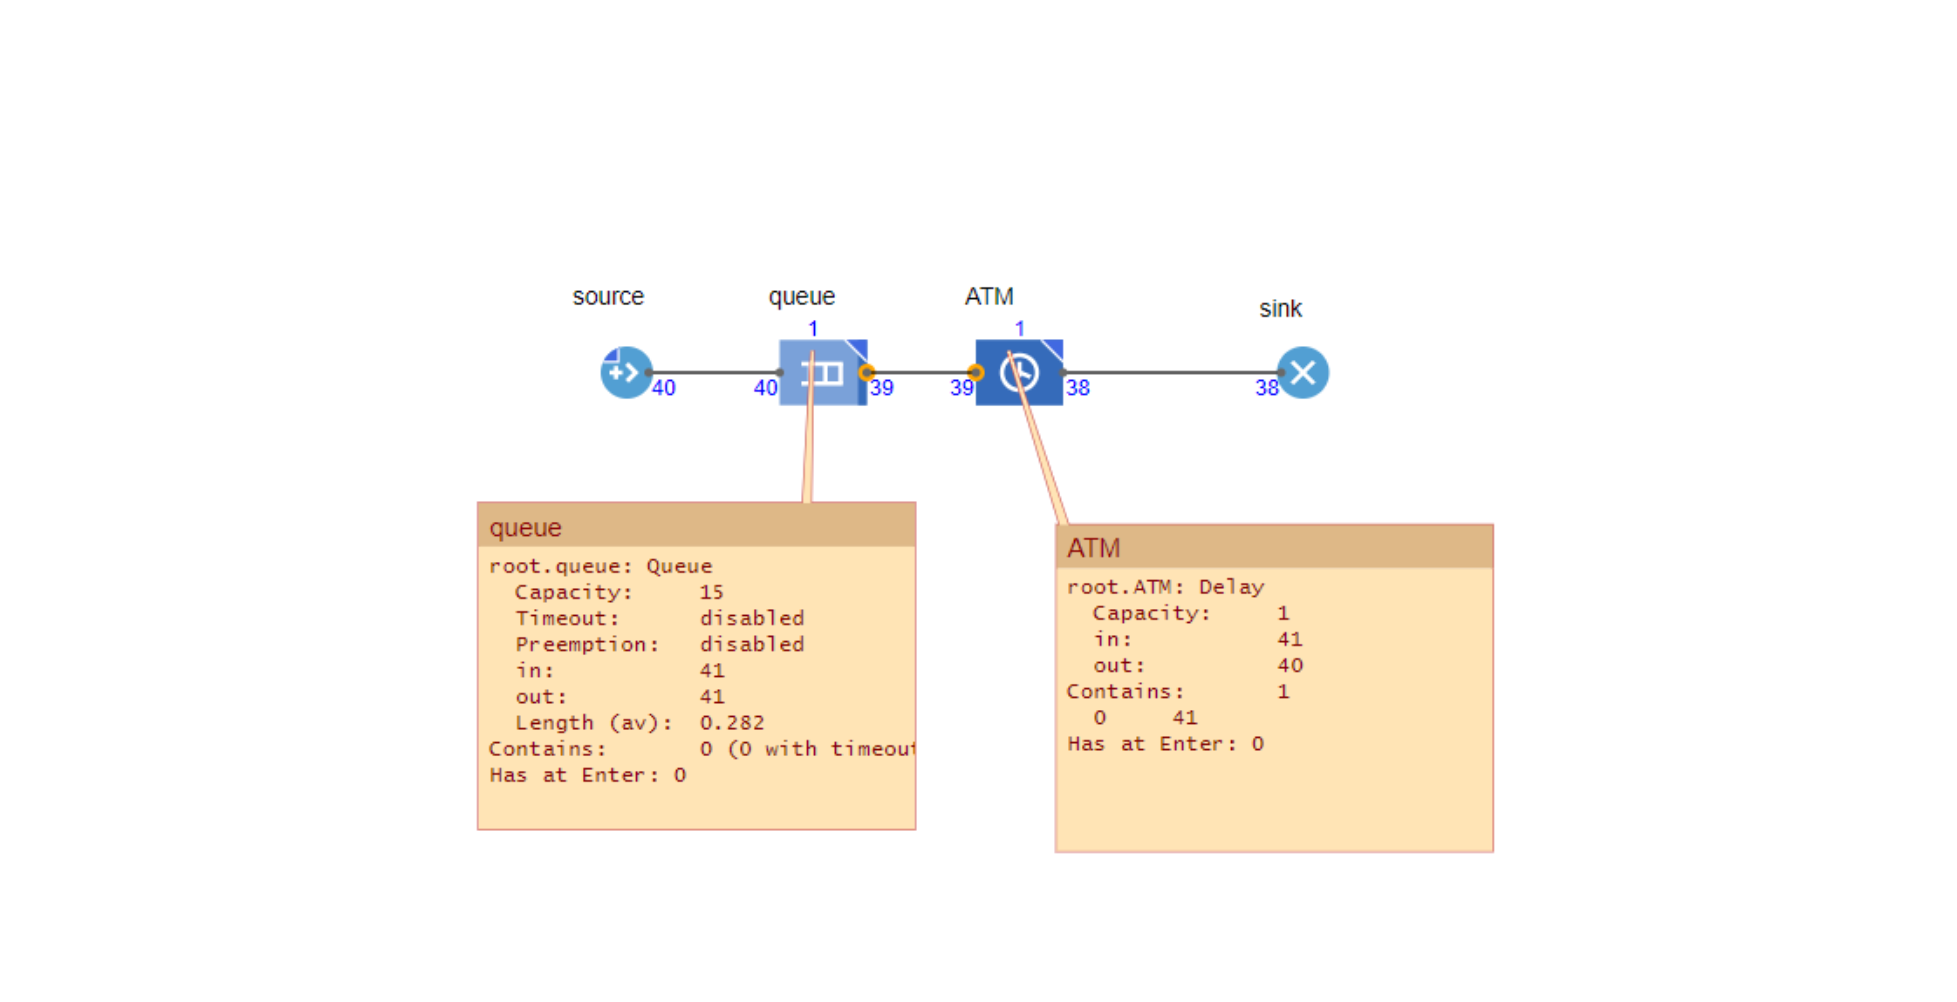 source
queue
ATM
sink
1
1
40
40
39
39
38
38
queue
root.queue: Queue
Capacity: 15
Timeout: disabled
Preemption: disabled
in: 41
out: 41
Length (av): 0.282
Contains: 0 (0 with timeout
Has at Enter: 0
ATM
root.ATM: Delay
Capacity: 1
in: 41
out: 40
Contains: 1
0 41
Has at Enter: 0